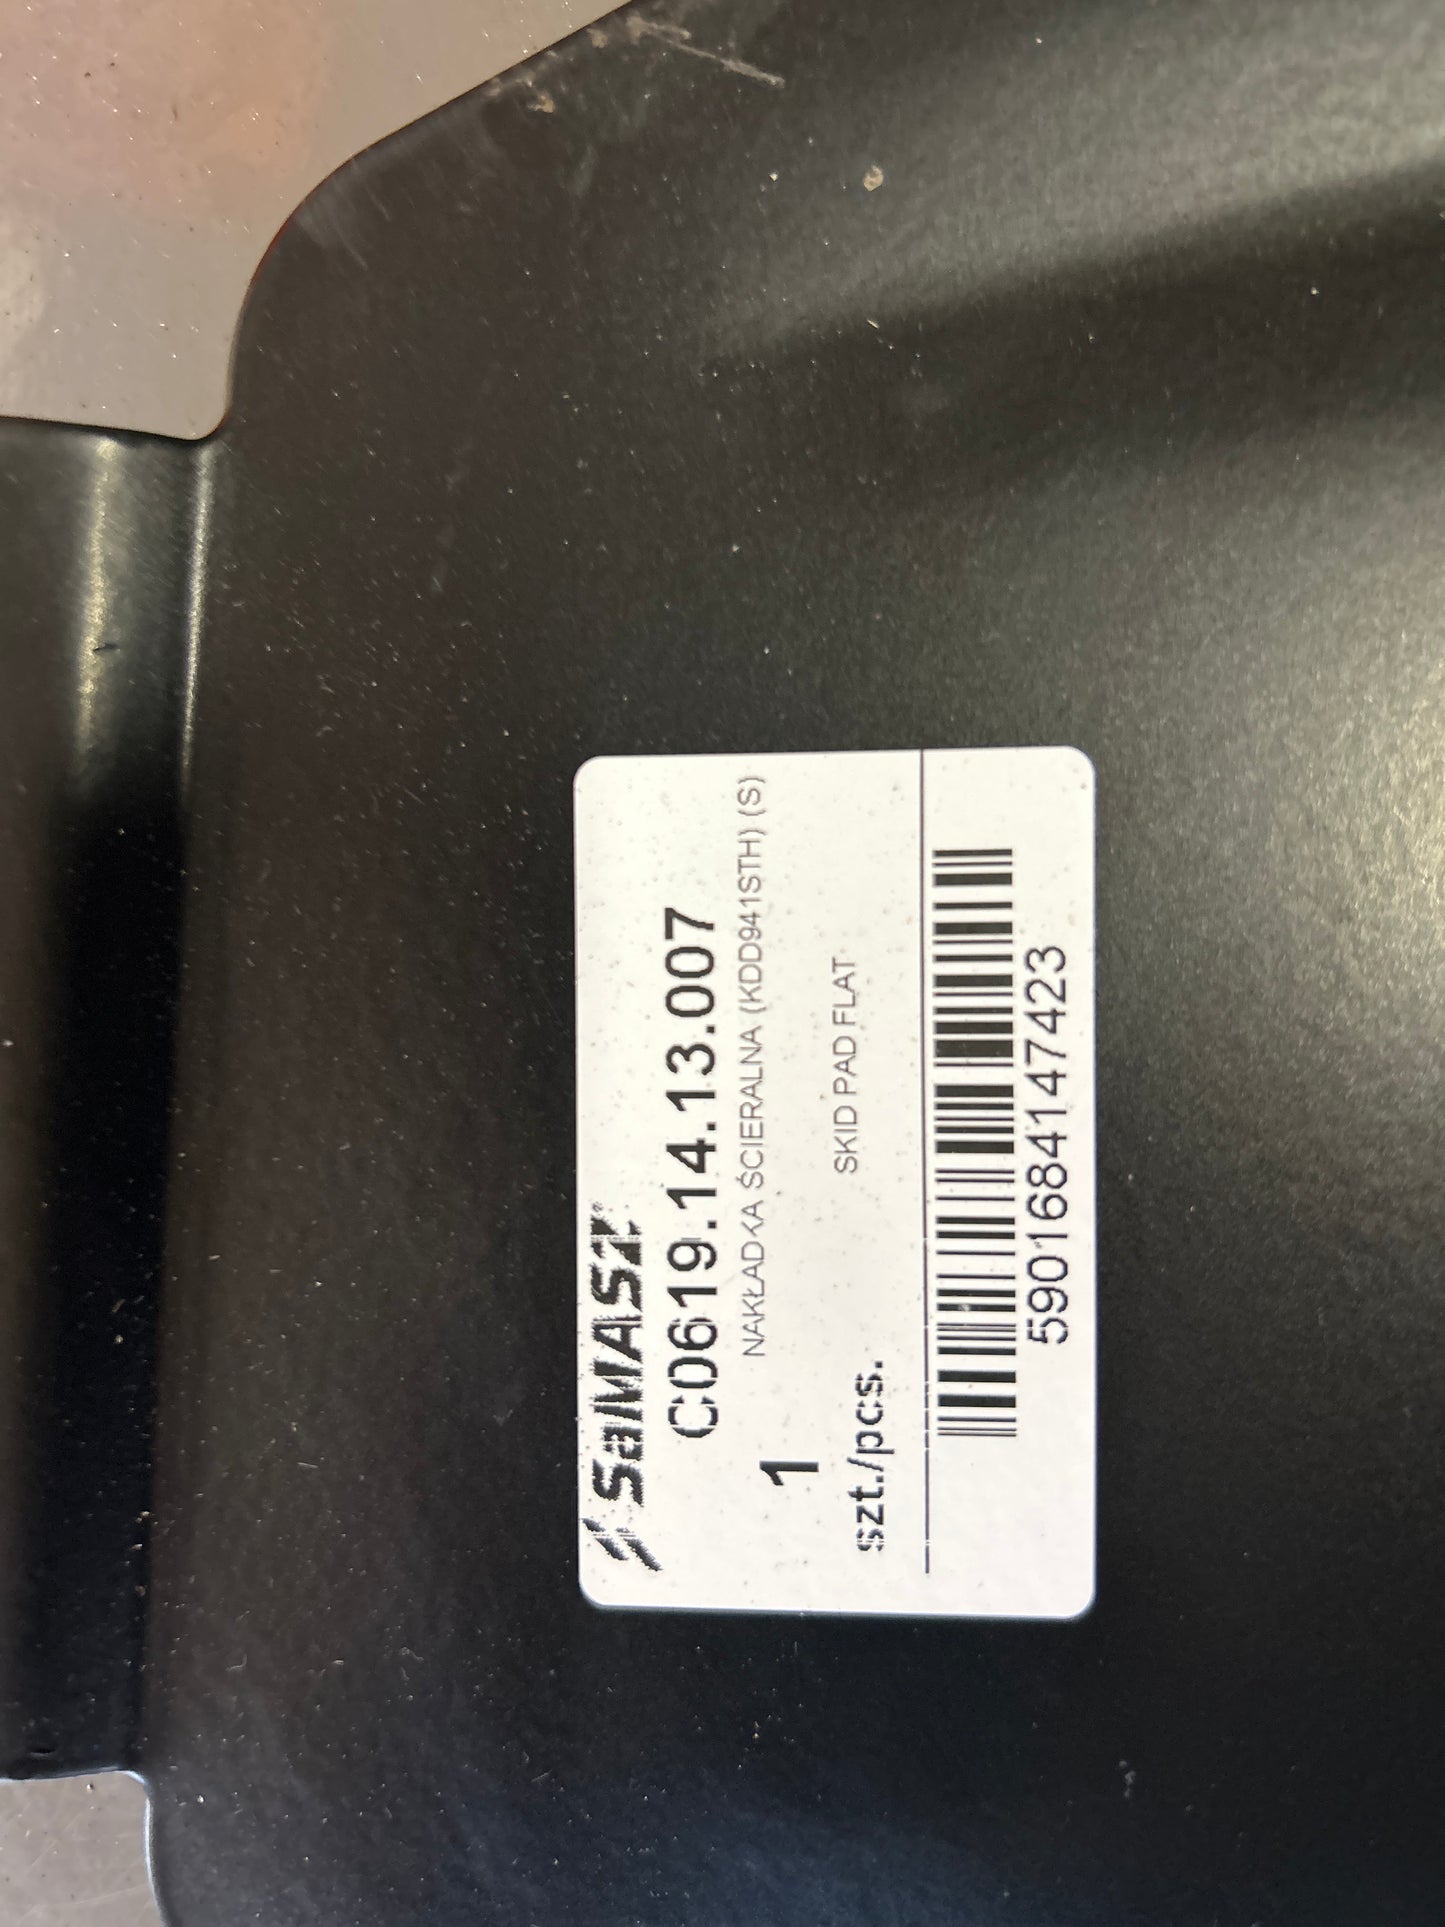 SaMASZ
C0619.14.13.007
NAKŁADKA ŚCIERALNA (KDD941STH) (S)
1
szt./pcs.
SKID PAD FLAT
5901684147423